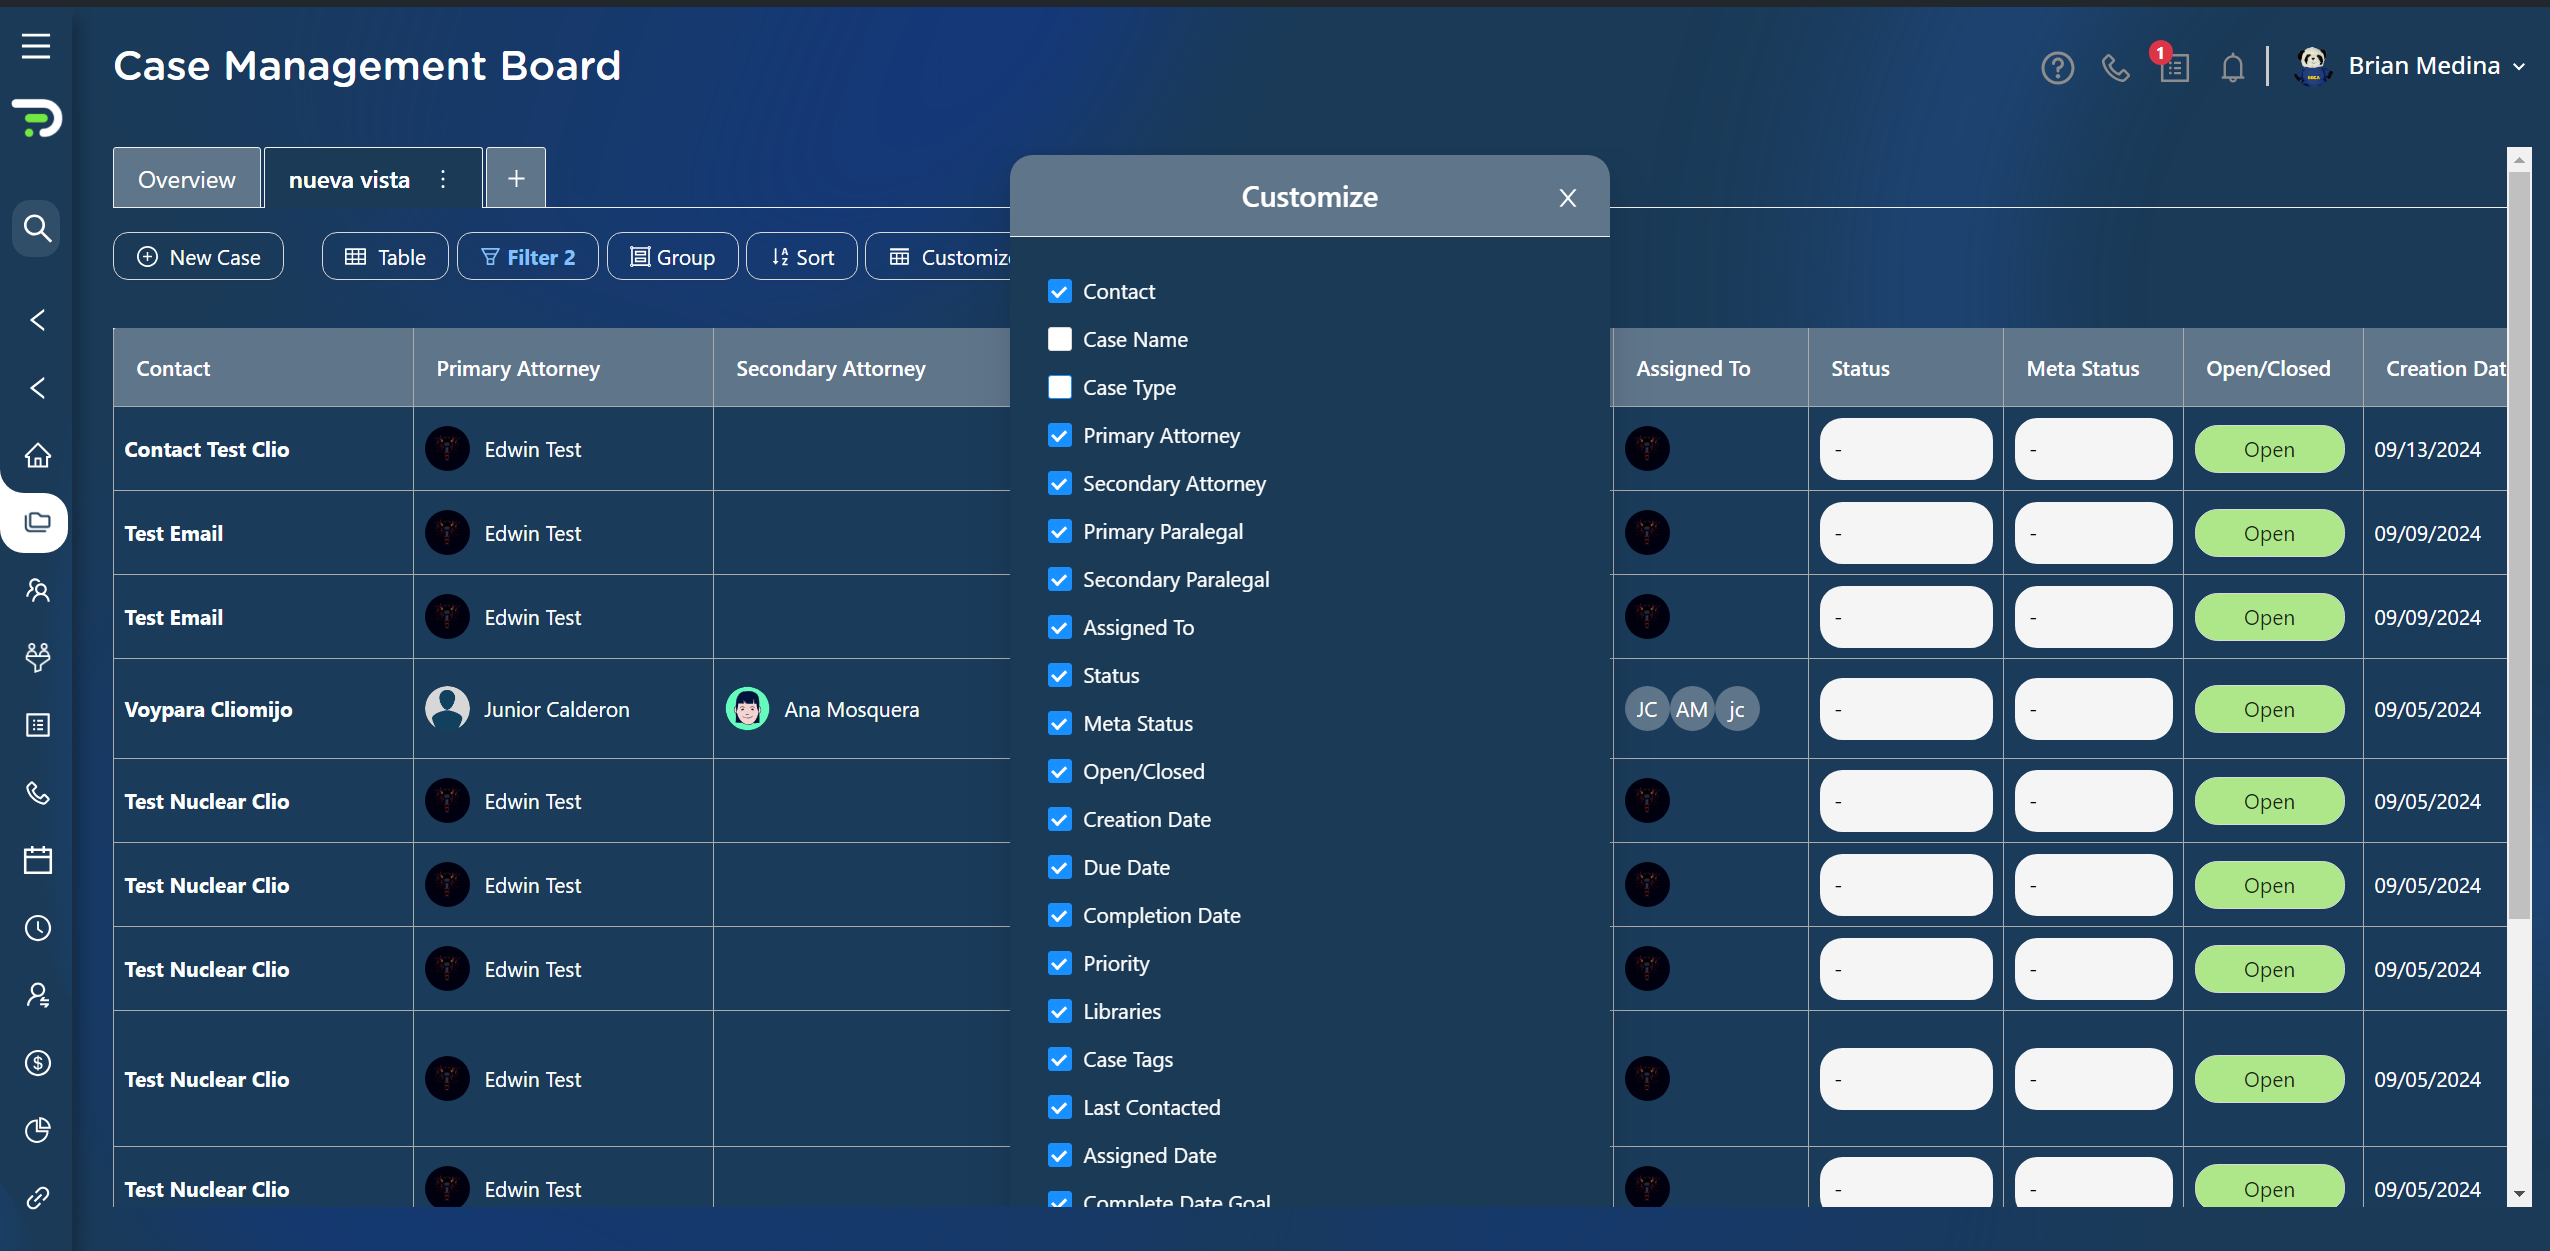 Case Management Board
1
Brian Medina
Overview
nueva vista
+
Customize
X
New Case
Table
Filter 2
Group
Sort
Customiz
Contact
Primary Attorney
Secondary Attorney
Assigned To
Status
Meta Status
Open/Closed
Creation Dat
Contact
Case Name
Case Type
Primary Attorney
Secondary Attorney
Primary Paralegal
Secondary Paralegal
Assigned To
Status
Meta Status
Open/Closed
Creation Date
Due Date
Completion Date
Priority
Libraries
Case Tags
Last Contacted
Assigned Date
Complete Date Goal
Contact Test Clio Edwin Test - - Open 09/13/2024
Test Email Edwin Test - - Open 09/09/2024
Test Email Edwin Test - - Open 09/09/2024
Voypara Cliomijo Junior Calderon Ana Mosquera JC AM jc - - Open 09/05/2024
Test Nuclear Clio Edwin Test - - Open 09/05/2024
Test Nuclear Clio Edwin Test - - Open 09/05/2024
Test Nuclear Clio Edwin Test - - Open 09/05/2024
Test Nuclear Clio Edwin Test - - Open 09/05/2024
Test Nuclear Clio Edwin Test - - Open 09/05/2024